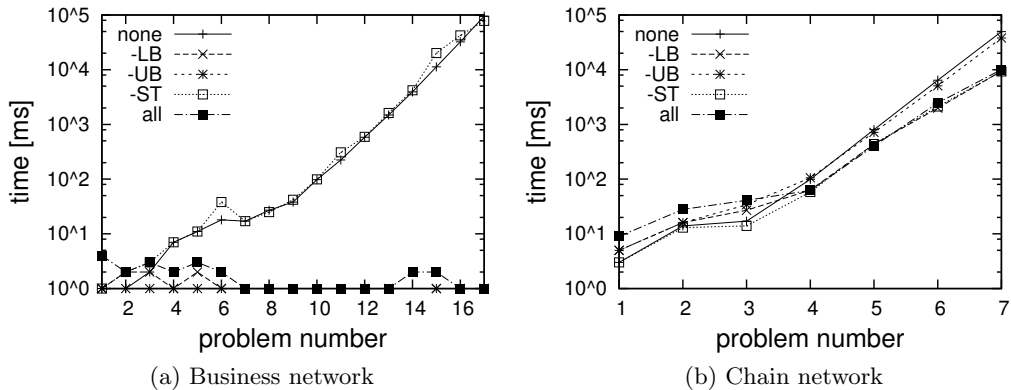 10^5
10^4
10^3
10^2
10^1
10^0
time [ms]
none
-LB
-UB
-ST
all
2 4 6 8 10 12 14 16
problem number
(a) Business network
10^5
10^4
10^3
10^2
10^1
10^0
time [ms]
none
-LB
-UB
-ST
all
1 2 3 4 5 6 7
problem number
(b) Chain network